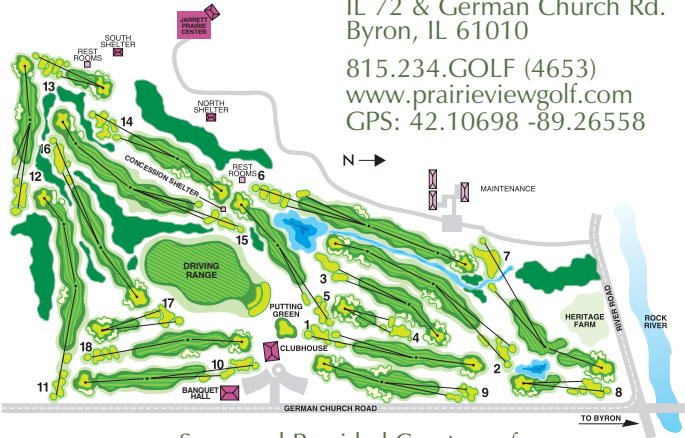 IL 72 & German Church Rd.
Byron, IL 61010
815.234.GOLF (4653)
www.prairieviewgolf.com
GPS: 42.10698 -89.26558
JARRETT
PRAIRIE
CENTER
SOUTH
SHELTER
REST
ROOMS
13
14
NORTH
SHELTER
N
16
12
CONCESSION SHELTER
REST
ROOMS
6
MAINTENANCE
15
7
DRIVING
RANGE
3
5
17
PUTTING
GREEN
1
4
HERITAGE
FARM
RIVER ROAD
ROCK
RIVER
18
CLUBHOUSE
2
10
11
BANQUET
HALL
9
8
GERMAN CHURCH ROAD
TO BYRON